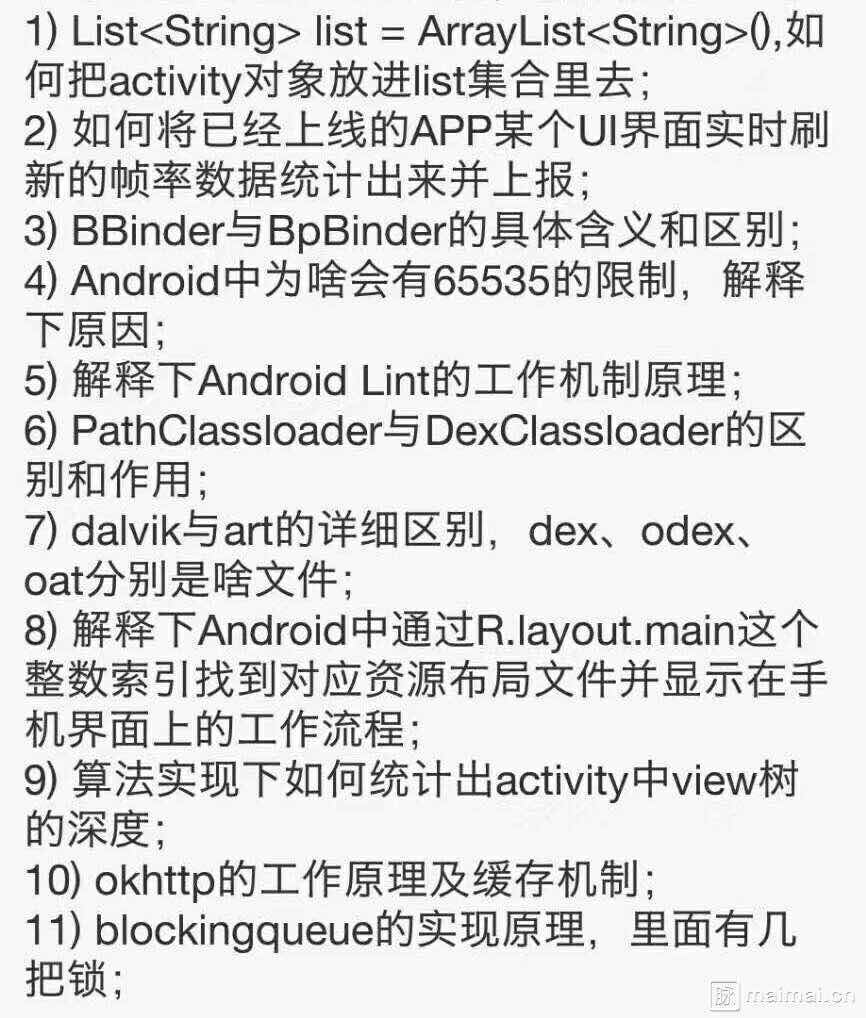 1) List<String> list = ArrayList<String>(),如
何把activity对象放进list集合里去；
2) 如何将已经上线的APP某个UI界面实时刷
新的帧率数据统计出来并上报；
3) BBinder与BpBinder的具体含义和区别；
4) Android中为啥会有65535的限制，解释
下原因；
5) 解释下Android Lint的工作机制原理；
6) PathClassloader与DexClassloader的区
别和作用；
7) dalvik与art的详细区别，dex、odex、
oat分别是啥文件；
8) 解释下Android中通过R.layout.main这个
整数索引找到对应资源布局文件并显示在手
机界面上的工作流程；
9) 算法实现下如何统计出activity中view树
的深度；
10) okhttp的工作原理及缓存机制；
11) blockingqueue的实现原理，里面有几
把锁；
脉 maimai.cn